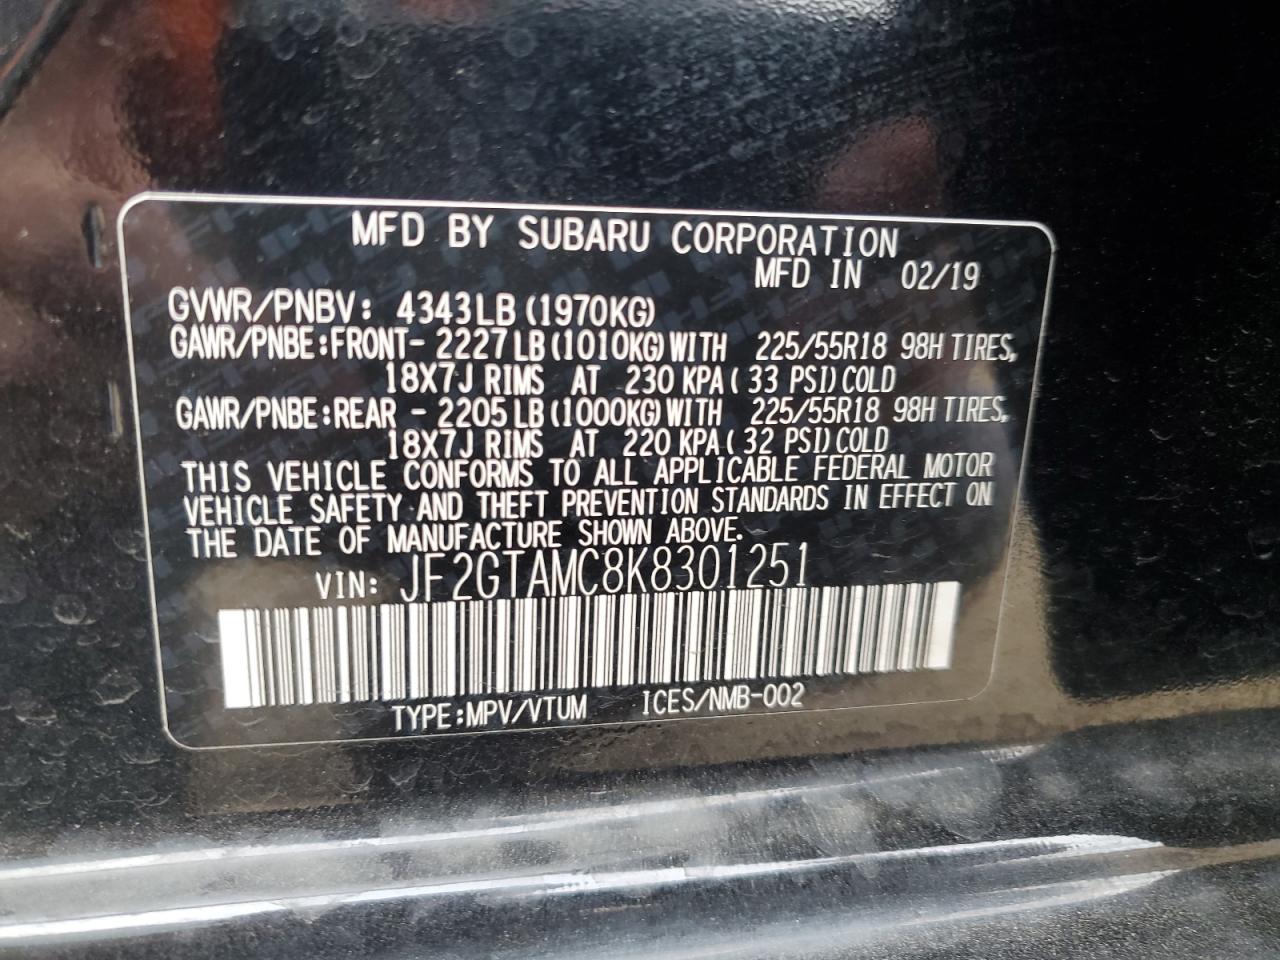 MFD BY SUBARU CORPORATION
MFD IN 02/19
GVWR/PNBV: 4343LB (1970KG)
GAWR/PNBE:FRONT- 2227LB(1010KG)WITH 225/55R18 98H TIRES,
18X7J RIMS AT 230 KPA( 33 PSI)COLD
GAWR/PNBE:REAR - 2205LB(1000KG)WITH 225/55R18 98H TIRES,
18X7J RIMS AT 220 KPA( 32 PSI)COLD
THIS VEHICLE CONFORMS TO ALL APPLICABLE FEDERAL MOTOR
VEHICLE SAFETY AND THEFT PREVENTION STANDARDS IN EFFECT ON
THE DATE OF MANUFACTURE SHOWN ABOVE.
VIN: JF2GTAMC8K8301251
TYPE:MPV/VTUM ICES/NMB-002